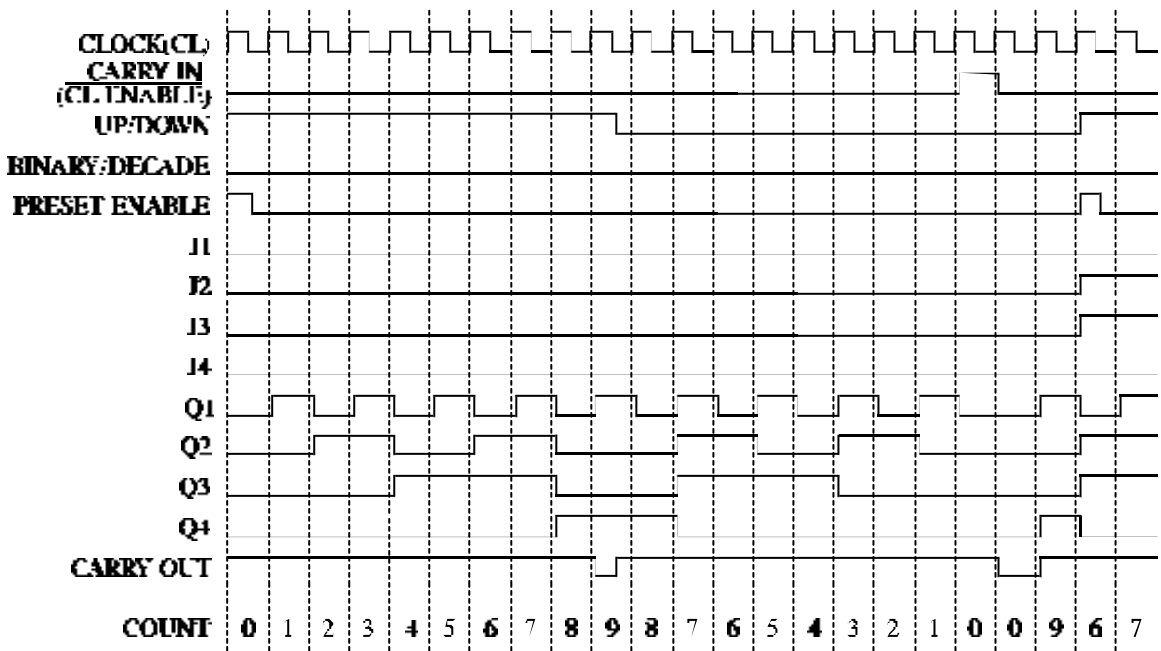 CLOCK(CL)
CARRY IN
(CL ENABLE)
UP/DOWN
BINARY/DECADE
PRESET ENABLE
J1
J2
J3
J4
Q1
Q2
Q3
Q4
CARRY OUT
COUNT 0 1 2 3 4 5 6 7 8 9 8 7 6 5 4 3 2 1 0 0 9 6 7